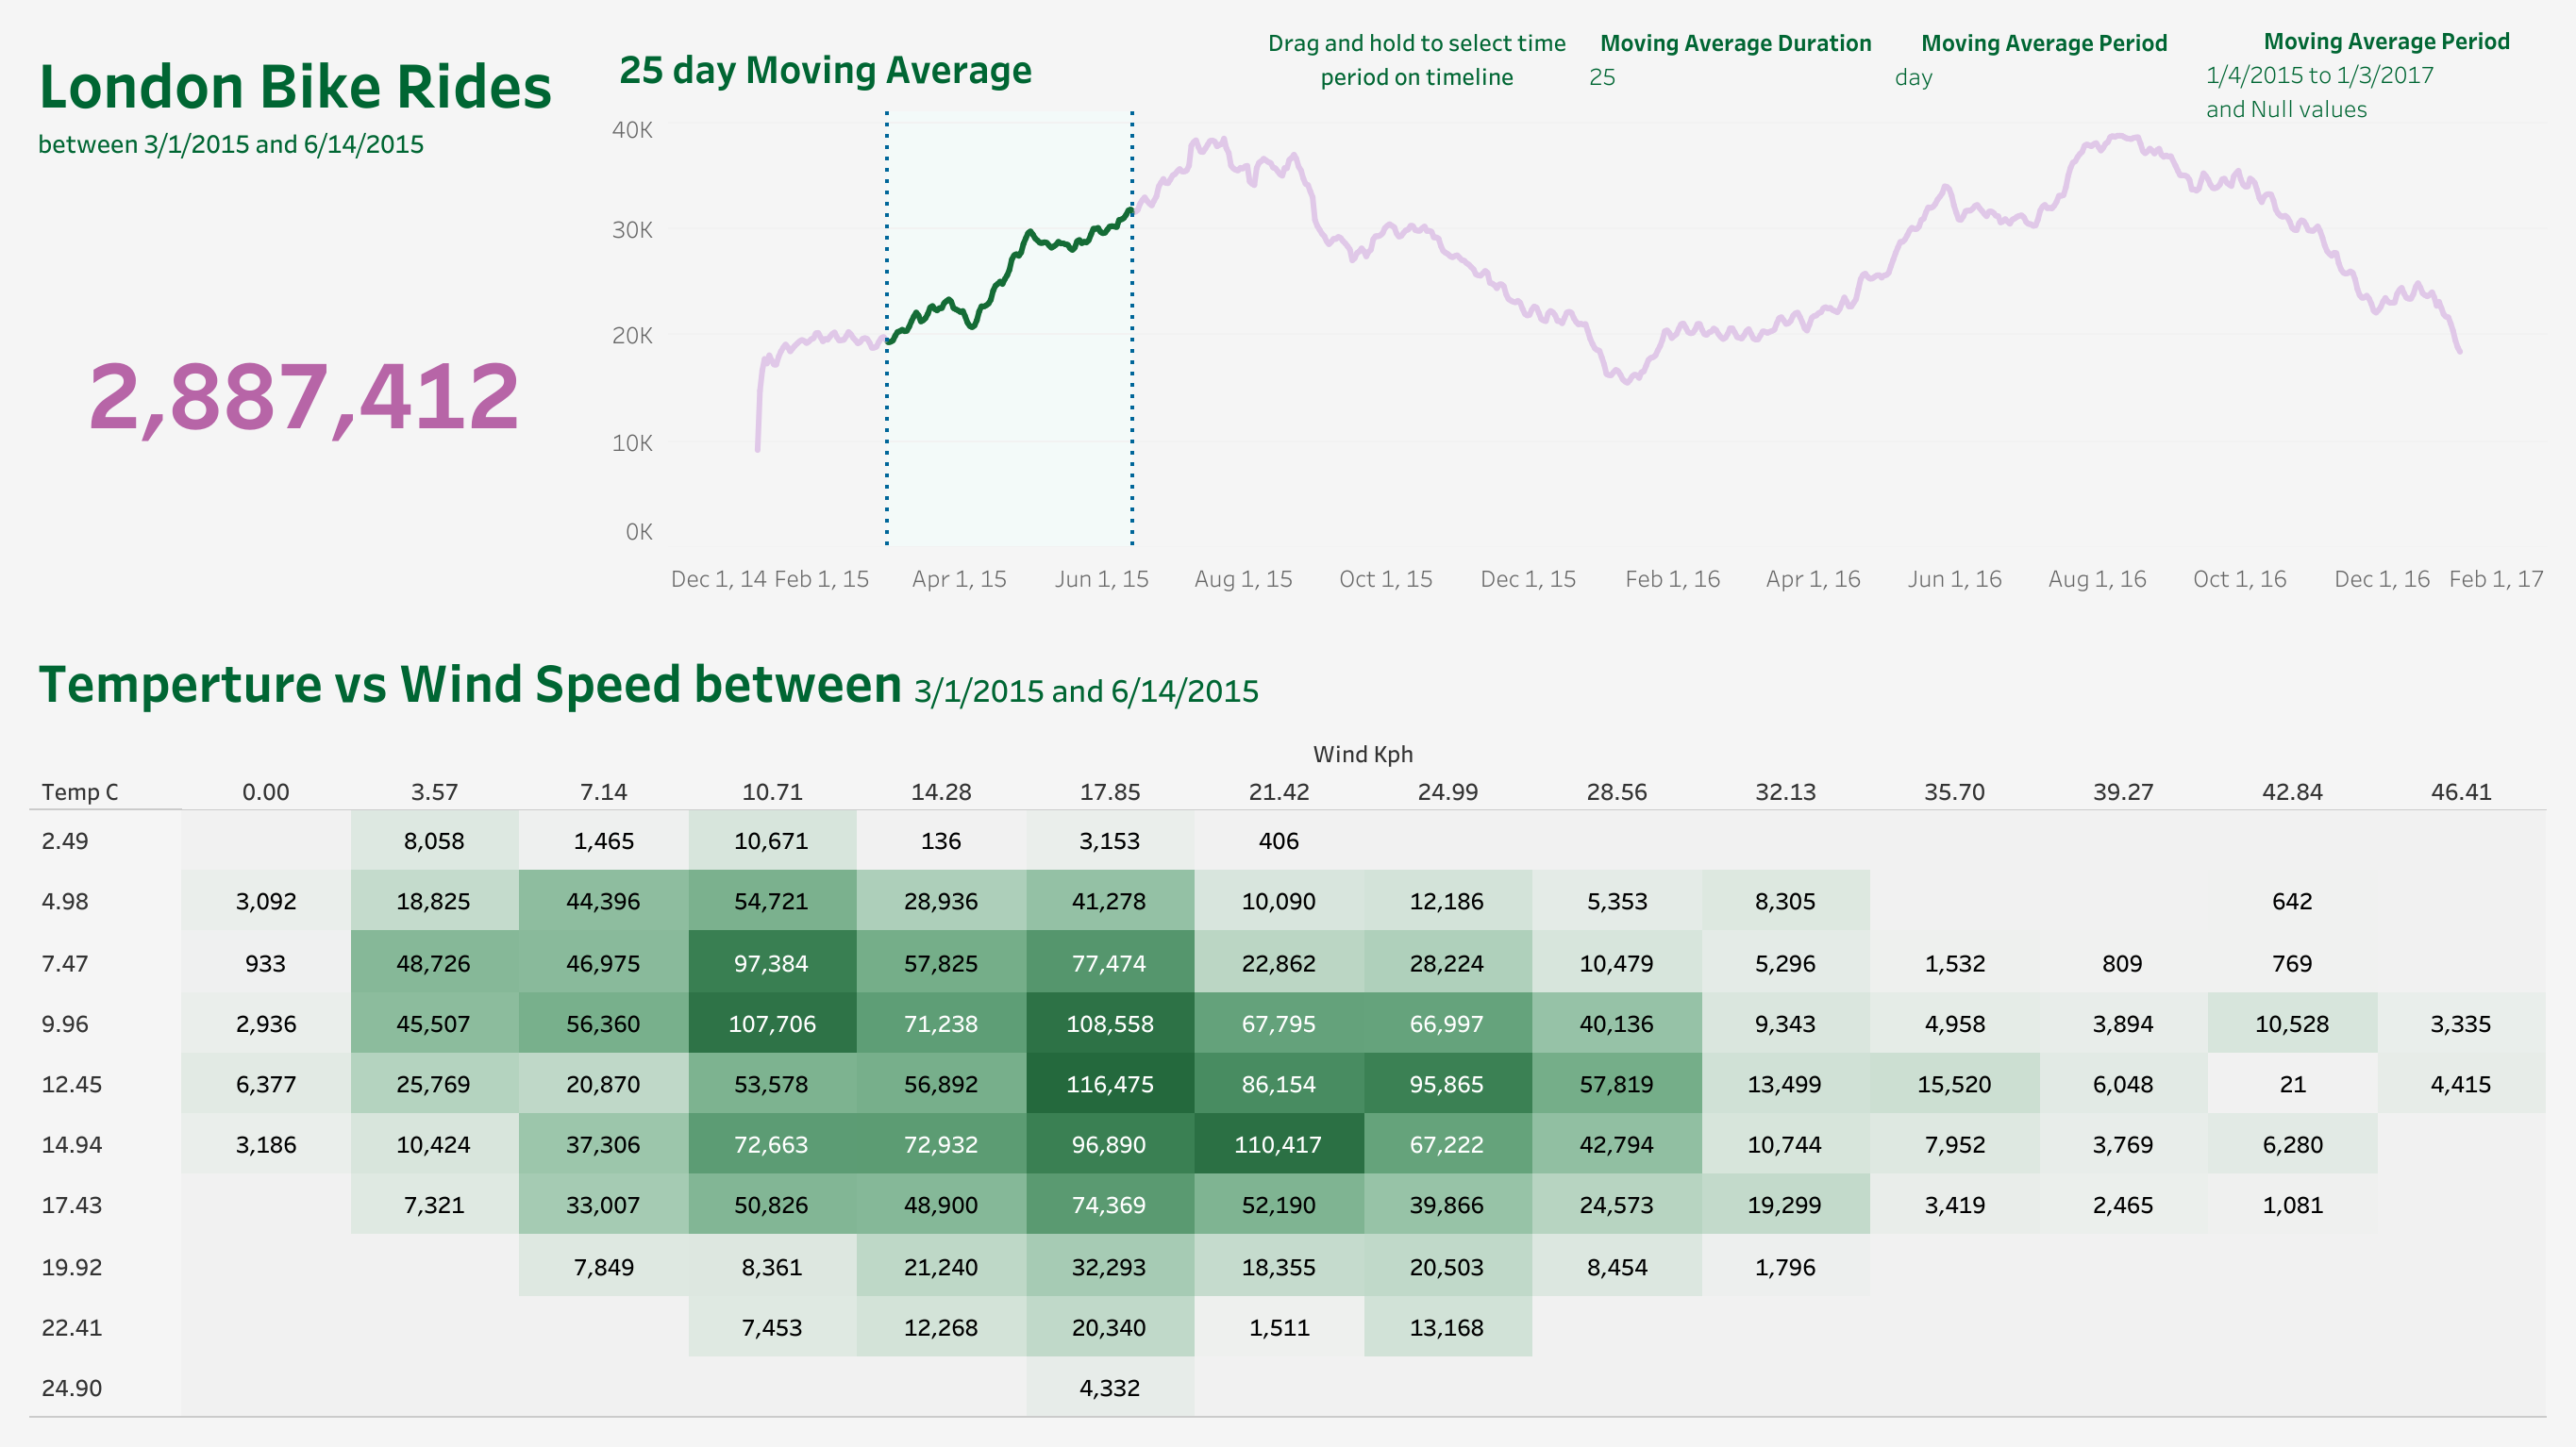 London Bike Rides
between 3/1/2015 and 6/14/2015
2,887,412
25 day Moving Average
Drag and hold to select time
period on timeline
Moving Average Duration
25
Moving Average Period
day
Moving Average Period
1/4/2015 to 1/3/2017
and Null values
40K
30K
20K
10K
0K
Dec 1, 14 Feb 1, 15 Apr 1, 15 Jun 1, 15 Aug 1, 15 Oct 1, 15 Dec 1, 15 Feb 1, 16 Apr 1, 16 Jun 1, 16 Aug 1, 16 Oct 1, 16 Dec 1, 16 Feb 1, 17
Temperture vs Wind Speed between 3/1/2015 and 6/14/2015
Wind Kph
Temp C 0.00 3.57 7.14 10.71 14.28 17.85 21.42 24.99 28.56 32.13 35.70 39.27 42.84 46.41
2.49 8,058 1,465 10,671 136 3,153 406
4.98 3,092 18,825 44,396 54,721 28,936 41,278 10,090 12,186 5,353 8,305 642
7.47 933 48,726 46,975 97,384 57,825 77,474 22,862 28,224 10,479 5,296 1,532 809 769
9.96 2,936 45,507 56,360 107,706 71,238 108,558 67,795 66,997 40,136 9,343 4,958 3,894 10,528 3,335
12.45 6,377 25,769 20,870 53,578 56,892 116,475 86,154 95,865 57,819 13,499 15,520 6,048 21 4,415
14.94 3,186 10,424 37,306 72,663 72,932 96,890 110,417 67,222 42,794 10,744 7,952 3,769 6,280
17.43 7,321 33,007 50,826 48,900 74,369 52,190 39,866 24,573 19,299 3,419 2,465 1,081
19.92 7,849 8,361 21,240 32,293 18,355 20,503 8,454 1,796
22.41 7,453 12,268 20,340 1,511 13,168
24.90 4,332